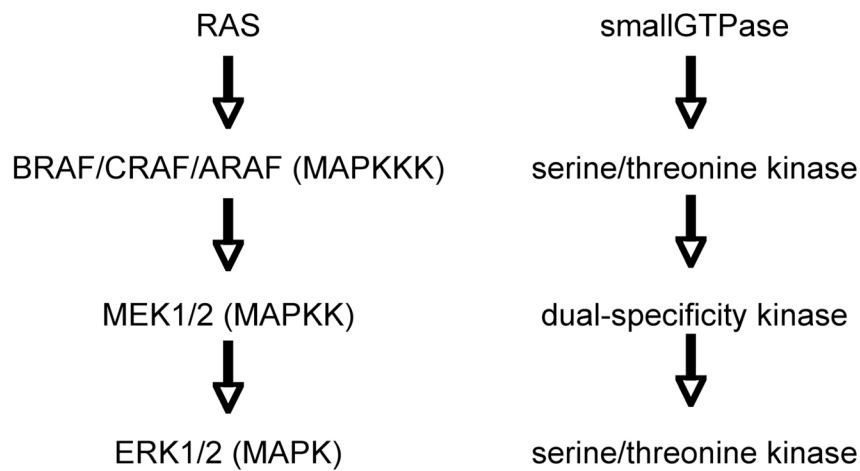 RAS
smallGTPase
BRAF/CRAF/ARAF (MAPKKK)
serine/threonine kinase
MEK1/2 (MAPKK)
dual-specificity kinase
ERK1/2 (MAPK)
serine/threonine kinase